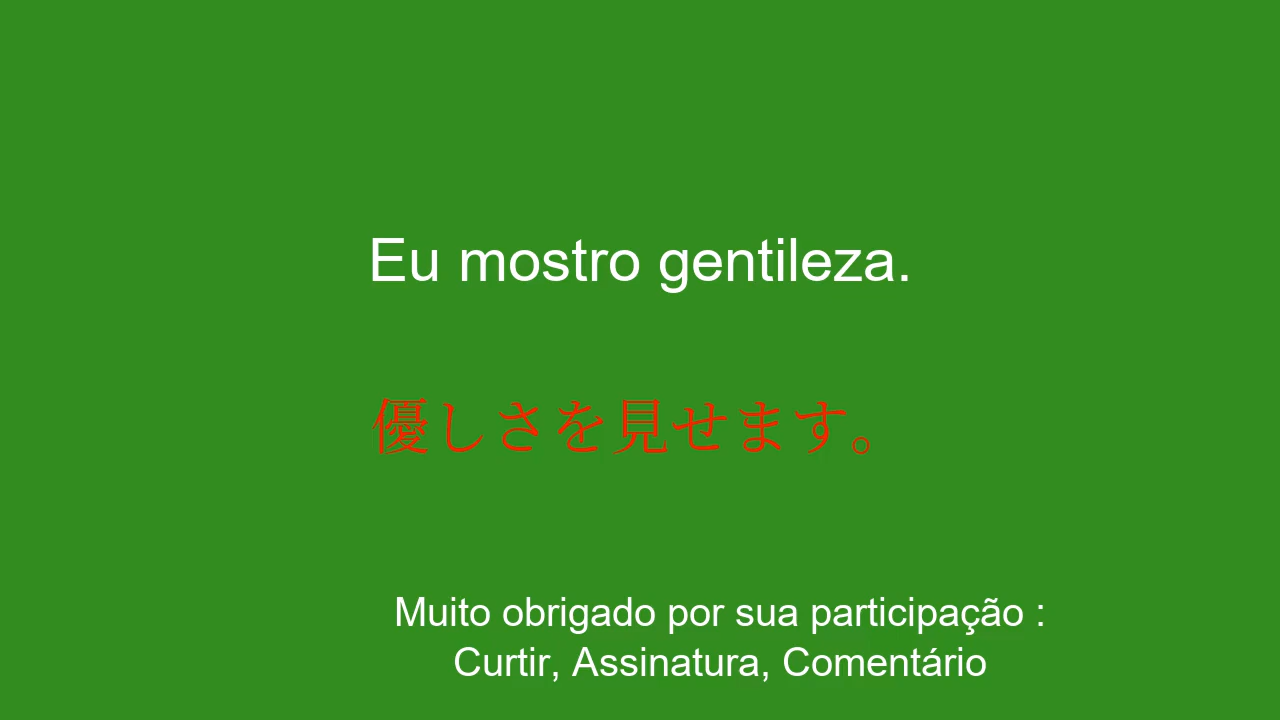 Eu mostro gentileza.
優しさを見せます。
Muito obrigado por sua participação :
Curtir, Assinatura, Comentário